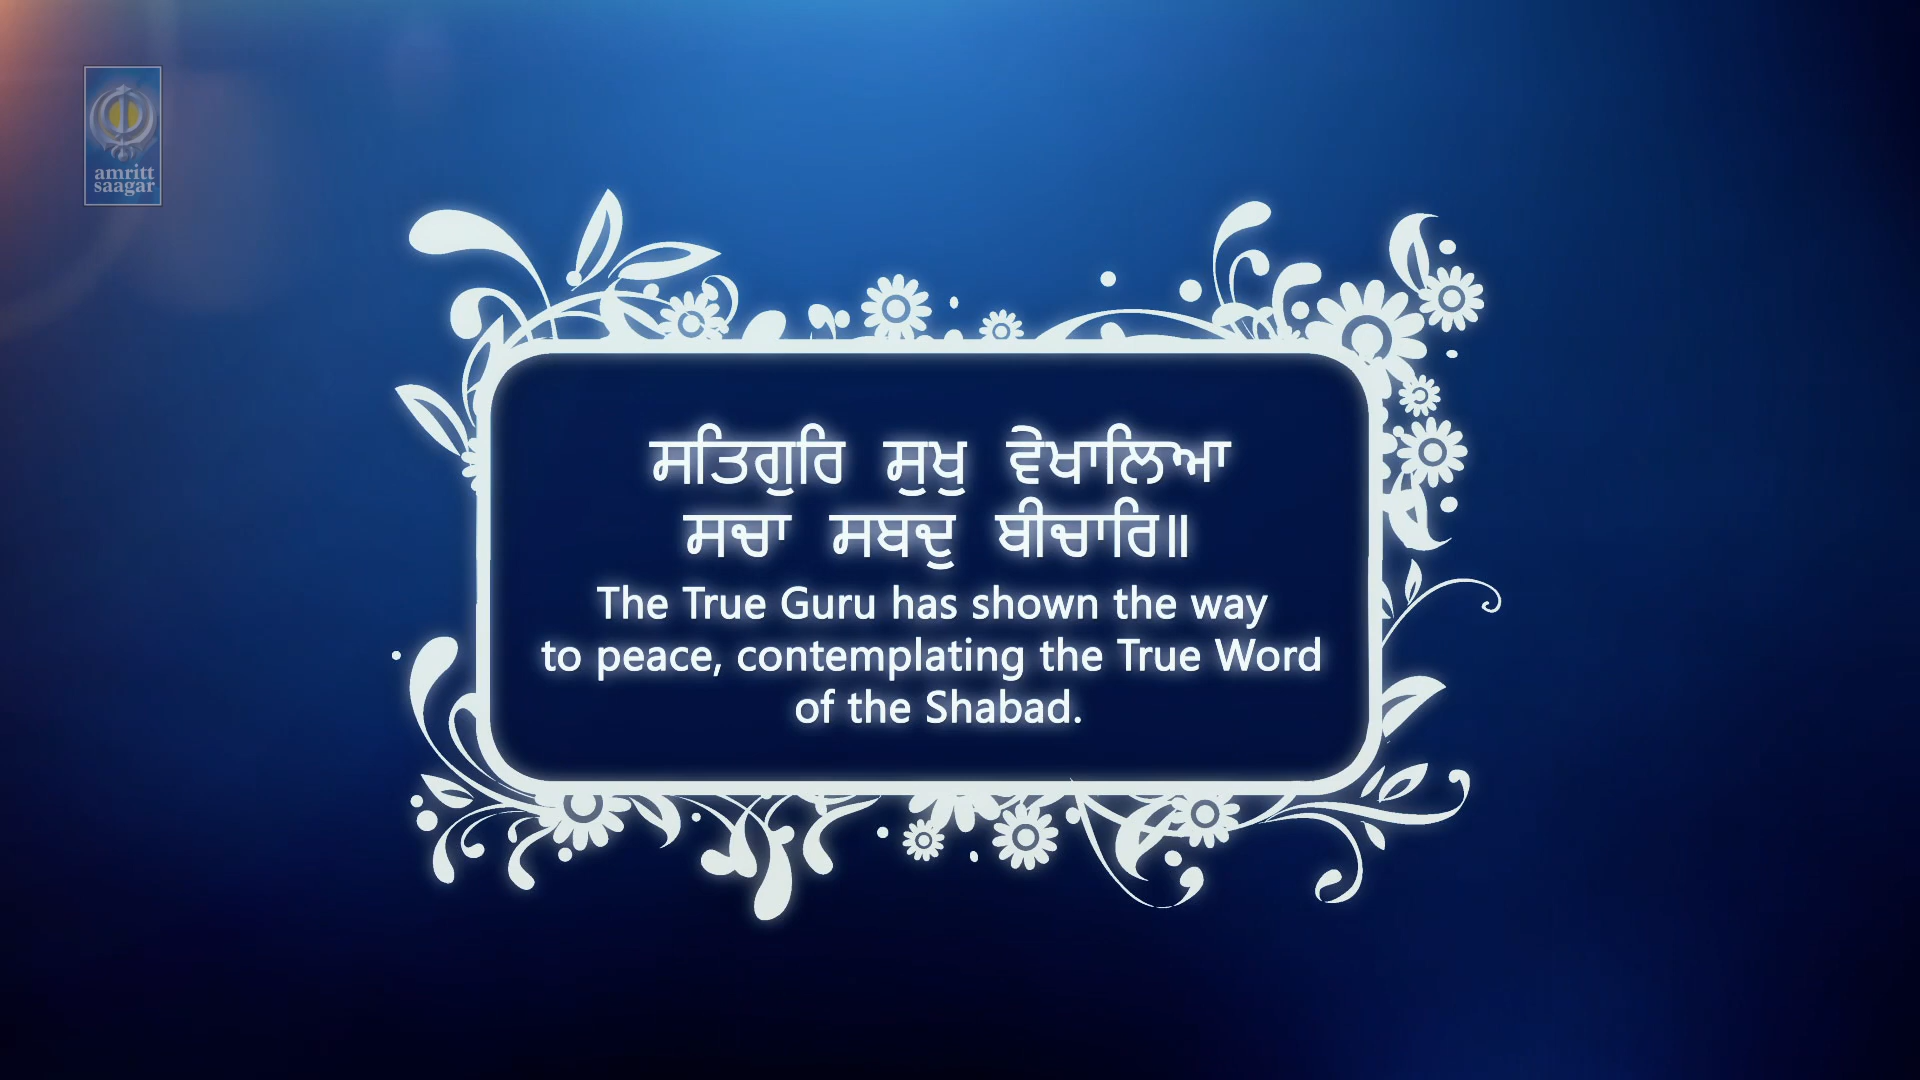 amritt
saagar
ਸਤਿਗੁਰਿ ਸੁਖੁ ਵੇਖਾਲਿਆ
ਸਚਾ ਸਬਦੁ ਬੀਚਾਰਿ॥
The True Guru has shown the way
to peace, contemplating the True Word
of the Shabad.